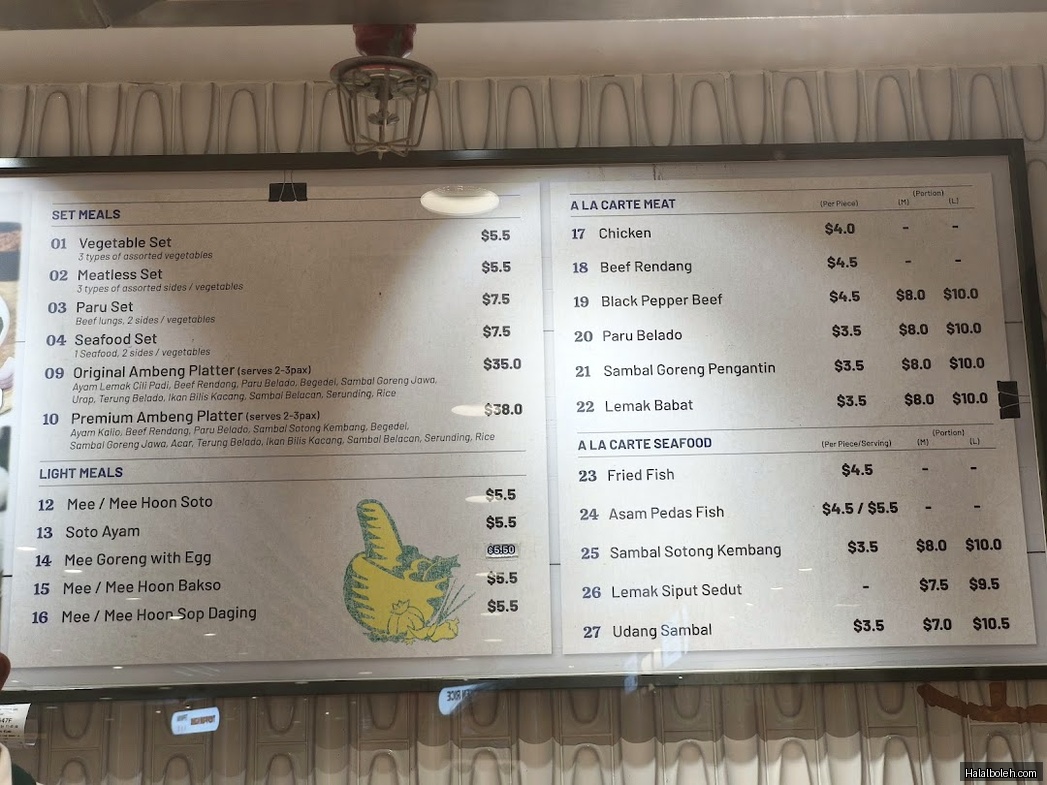 SET MEALS
01 Vegetable Set $5.5
3 types of assorted vegetables
02 Meatless Set $5.5
3 types of assorted sides / vegetables
03 Paru Set $7.5
Beef lungs, 2 sides / vegetables
04 Seafood Set $7.5
1 Seafood, 2 sides / vegetables
09 Original Ambeng Platter (serves 2-3pax) $35.0
Ayam Lemak Cili Padi, Beef Rendang, Paru Belado, Begedel, Sambal Goreng Jawa,
Urap, Terung Belado, Ikan Bilis Kacang, Sambal Belacan, Serunding, Rice
10 Premium Ambeng Platter (serves 2-3pax) $38.0
Ayam Kalio, Beef Rendang, Paru Belado, Sambal Sotong Kembang, Begedel,
Sambal Goreng Jawa, Acar, Terung Belado, Ikan Bilis Kacang, Sambal Belacan, Serunding, Rice
LIGHT MEALS
12 Mee / Mee Hoon Soto $5.5
13 Soto Ayam $5.5
14 Mee Goreng with Egg $5.50
15 Mee / Mee Hoon Bakso $5.5
16 Mee / Mee Hoon Sop Daging $5.5
A LA CARTE MEAT (Per Piece) (Portion) (M) (L)
17 Chicken $4.0 - -
18 Beef Rendang $4.5 - -
19 Black Pepper Beef $4.5 $8.0 $10.0
20 Paru Belado $3.5 $8.0 $10.0
21 Sambal Goreng Pengantin $3.5 $8.0 $10.0
22 Lemak Babat $3.5 $8.0 $10.0
A LA CARTE SEAFOOD (Per Piece/Serving) (Portion) (M) (L)
23 Fried Fish $4.5 - -
24 Asam Pedas Fish $4.5 / $5.5 - -
25 Sambal Sotong Kembang $3.5 $8.0 $10.0
26 Lemak Siput Sedut - $7.5 $9.5
27 Udang Sambal $3.5 $7.0 $10.5
Halalboleh.com